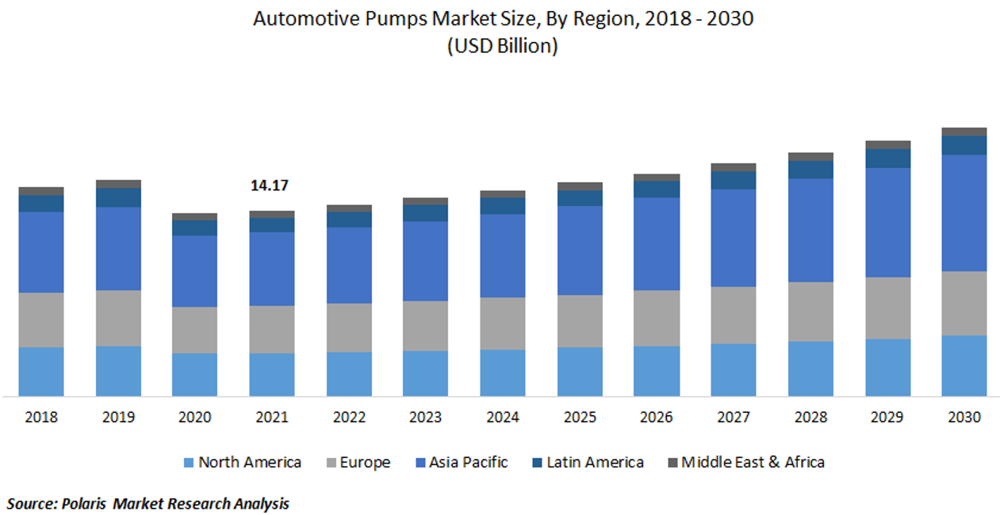 Automotive Pumps Market Size, By Region, 2018 - 2030
(USD Billion)
14.17
2018 2019 2020 2021 2022 2023 2024 2025 2026 2027 2028 2029 2030
North America Europe Asia Pacific Latin America Middle East & Africa
Source: Polaris Market Research Analysis